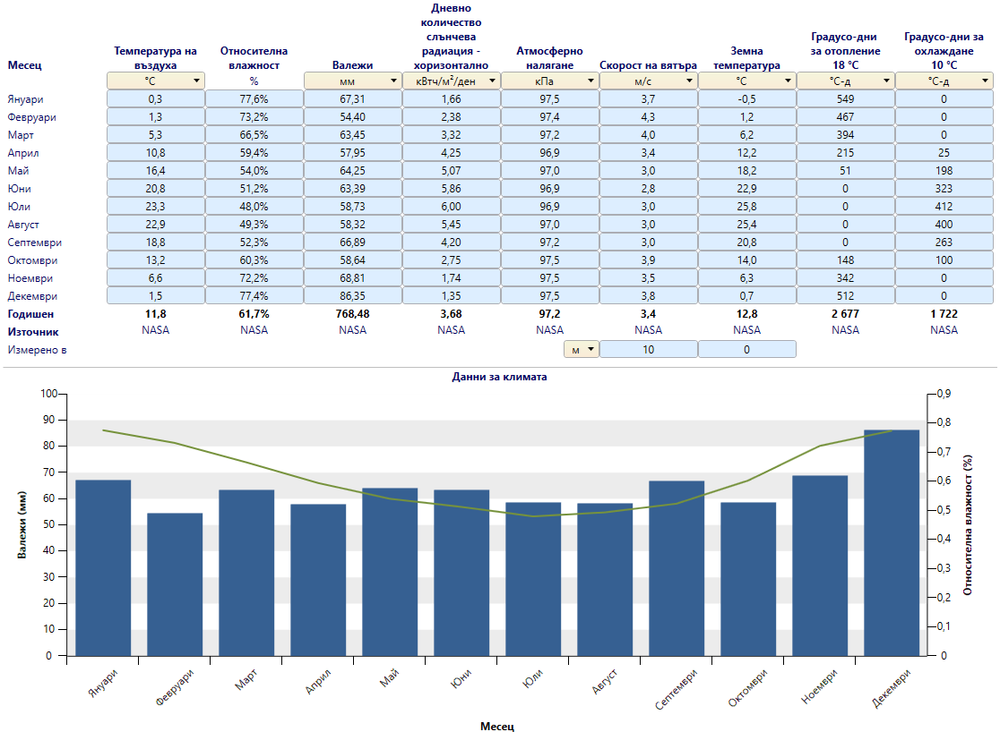 Месец Температура на въздуха Относителна влажност Валежи Дневно количество слънчева радиация - хоризонтално Атмосферно налягане Скорост на вятъра Земна температура Градусо-дни за отопление 18 °C Градусо-дни за охлаждане 10 °C
°C % мм кВтч/м²/ден кПа м/с °C °C-д °C-д
Януари 0,3 77,6% 67,31 1,66 97,5 3,7 -0,5 549 0
Февруари 1,3 73,2% 54,40 2,38 97,4 4,3 1,2 467 0
Март 5,3 66,5% 63,45 3,32 97,2 4,0 6,2 394 0
Април 10,8 59,4% 57,95 4,25 96,9 3,4 12,2 215 25
Май 16,4 54,0% 64,25 5,07 97,0 3,0 18,2 51 198
Юни 20,8 51,2% 63,39 5,86 96,9 2,8 22,9 0 323
Юли 23,3 48,0% 58,73 6,00 96,9 3,0 25,8 0 412
Август 22,9 49,3% 58,32 5,45 97,0 3,0 25,4 0 400
Септември 18,8 52,3% 66,89 4,20 97,2 3,0 20,8 0 263
Октомври 13,2 60,3% 58,64 2,75 97,5 3,9 14,0 148 100
Ноември 6,6 72,2% 68,81 1,74 97,5 3,5 6,3 342 0
Декември 1,5 77,4% 86,35 1,35 97,5 3,8 0,7 512 0
Годишен 11,8 61,7% 768,48 3,68 97,2 3,4 12,8 2 677 1 722
Източник NASA NASA NASA NASA NASA NASA NASA NASA NASA
Измерено в м 10 0
Данни за климата
100 0,9
90 0,8
80 0,7
70 0,6
60 0,5
50 0,4
40 0,3
30 0,2
20 0,1
10 0
0
Валежи (мм)
Относителна влажност (%)
Януари Февруари Март Април Май Юни Юли Август Септември Октомври Ноември Декември
Месец